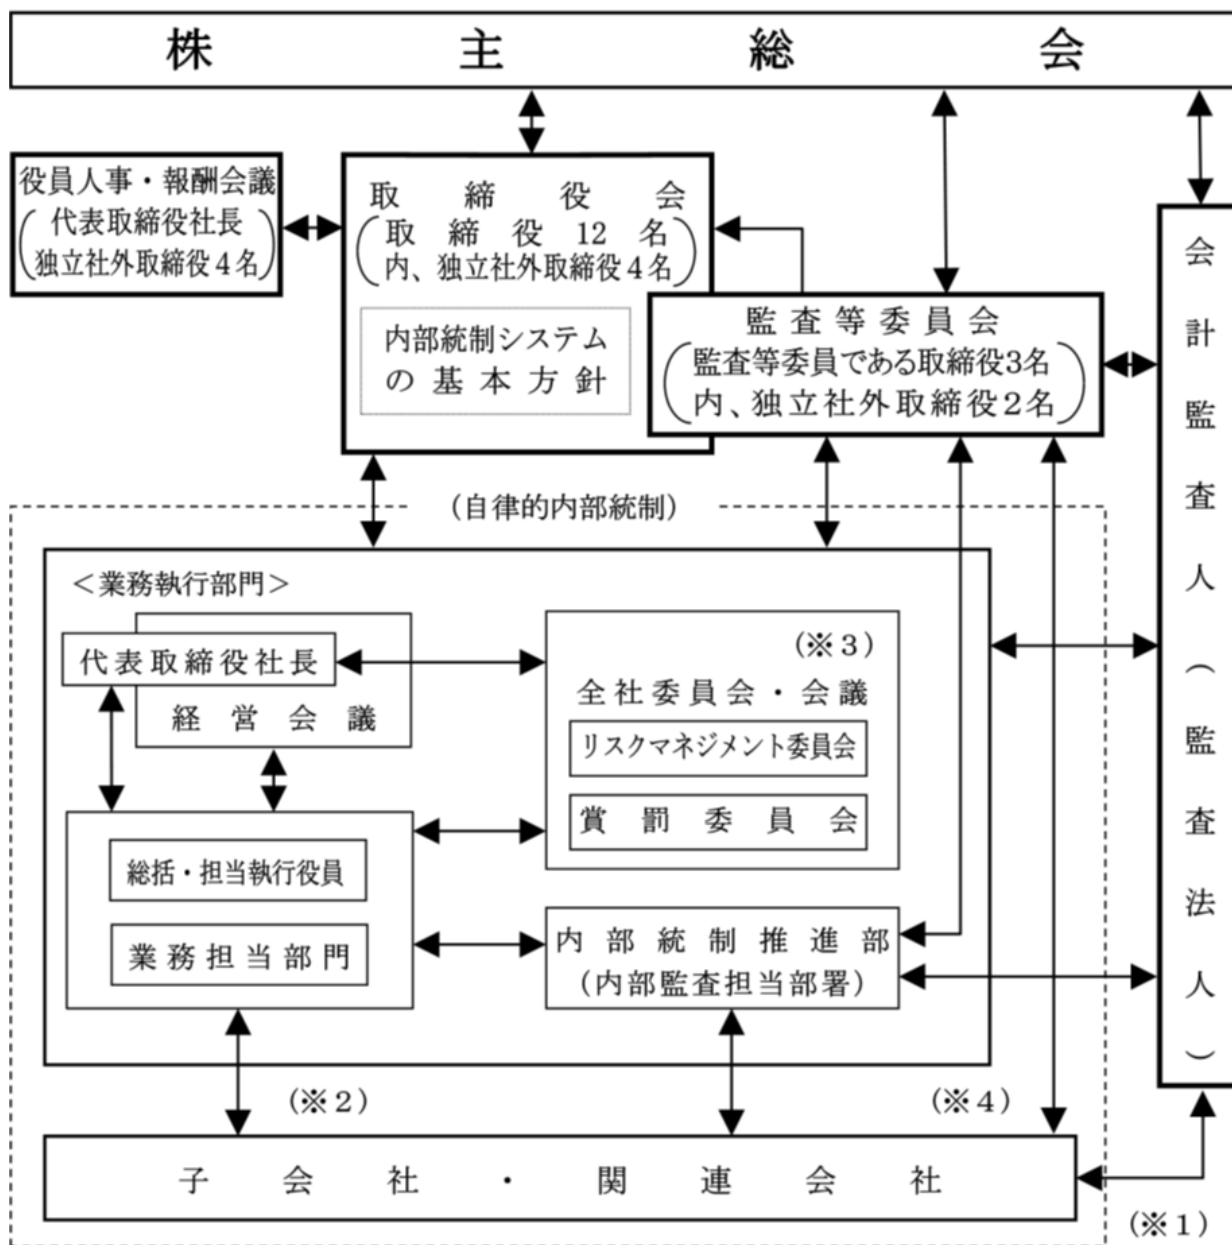 株主総会
役員人事・報酬会議
(代表取締役社長
独立社外取締役4名)
取締役会
(取締役12名
内、独立社外取締役4名)
内部統制システム
の基本方針
監査等委員会
(監査等委員である取締役3名
内、独立社外取締役2名)
会計監査人(監査法人)
(自律的内部統制)
<業務執行部門>
代表取締役社長
経営会議
(※3)
全社委員会・会議
リスクマネジメント委員会
賞罰委員会
総括・担当執行役員
業務担当部門
内部統制推進部
(内部監査担当部署)
(※2)
(※4)
子会社・関連会社
(※1)